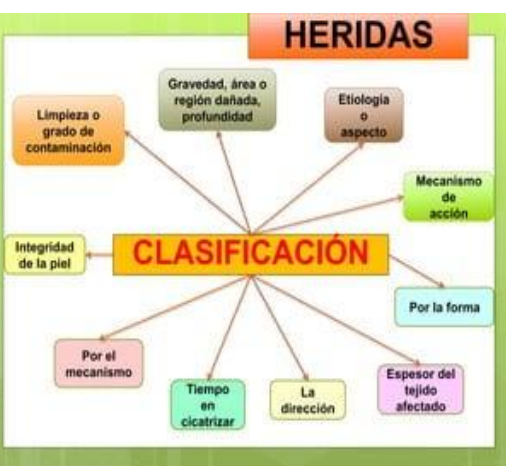 HERIDAS
Gravedad, área o
región dañada,
profundidad
Etiología
o
aspecto
Limpieza o
grado de
contaminación
Mecanismo
de
acción
CLASIFICACIÓN
Integridad
de la piel
Por la forma
Por el
mecanismo
Tiempo
en
cicatrizar
La
dirección
Espesor del
tejido
afectado